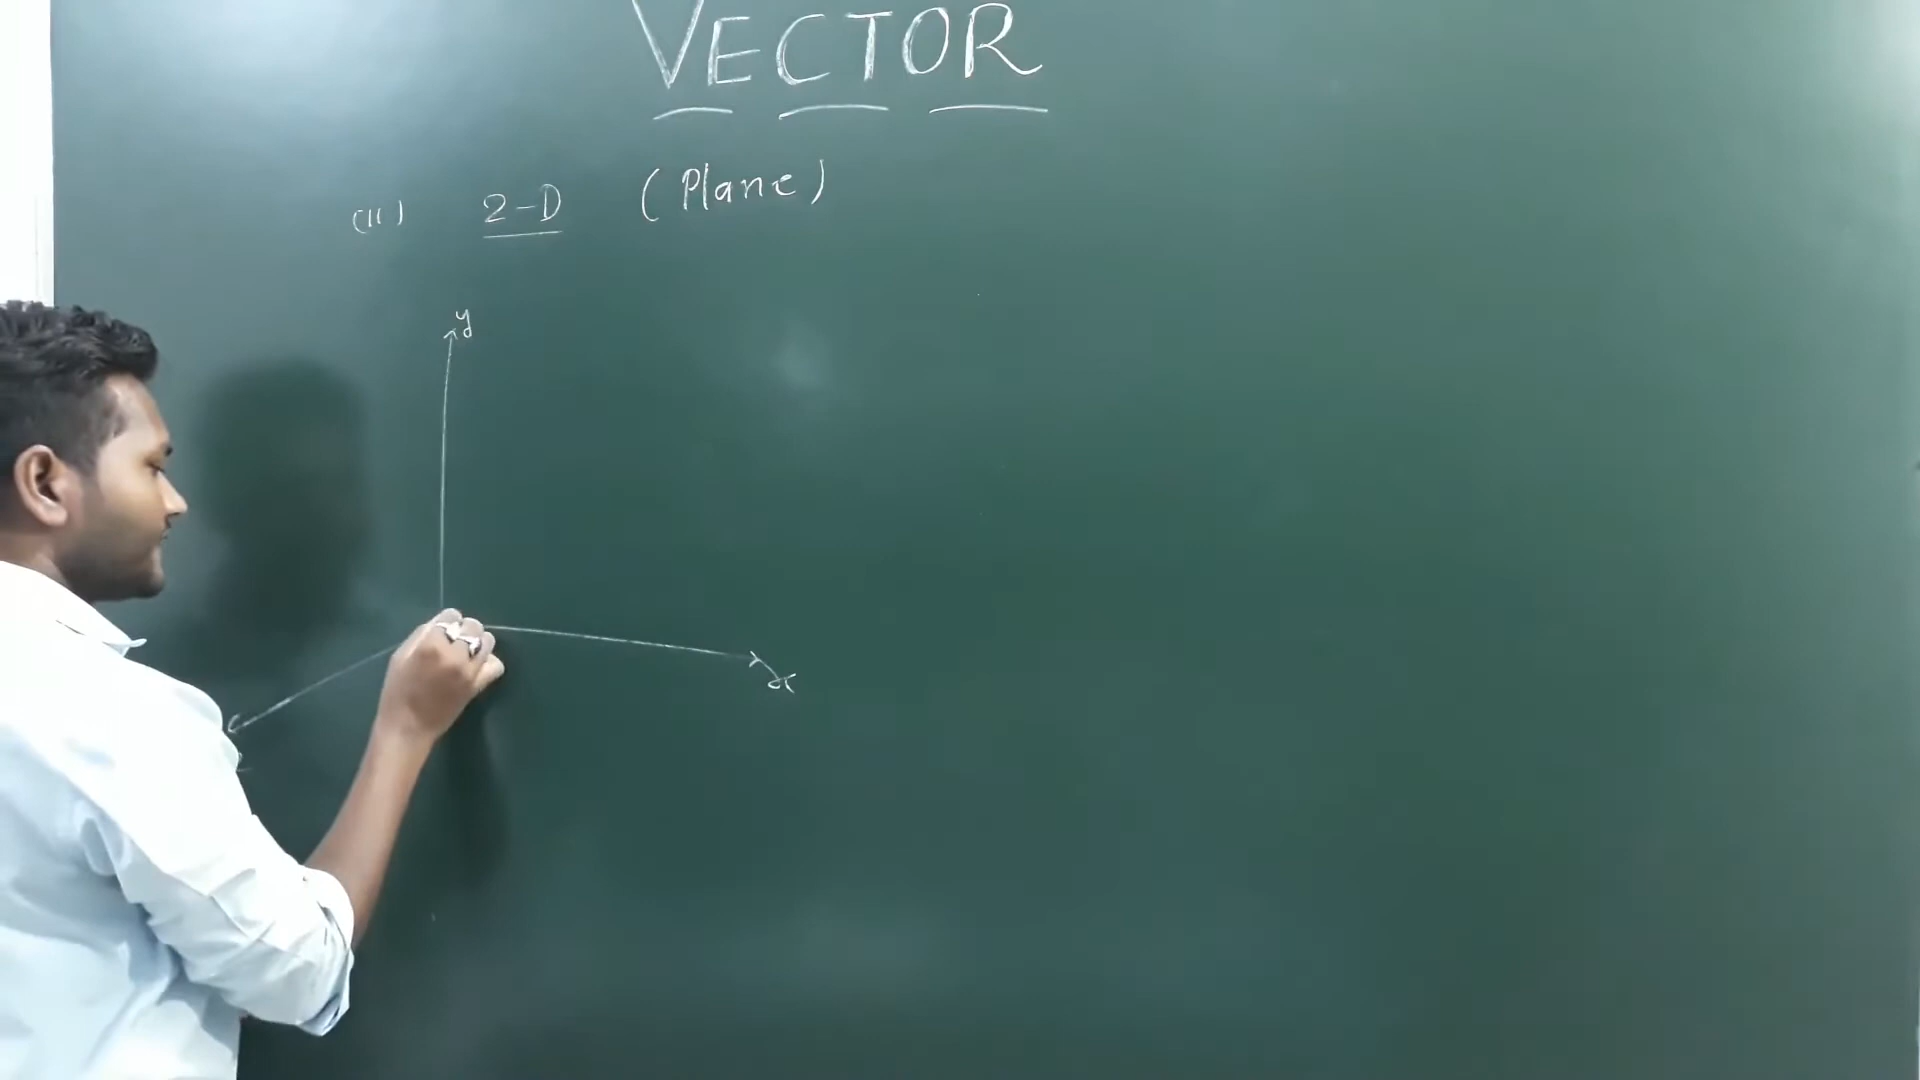 VECTOR
(II) 2-D (Plane)
y
x